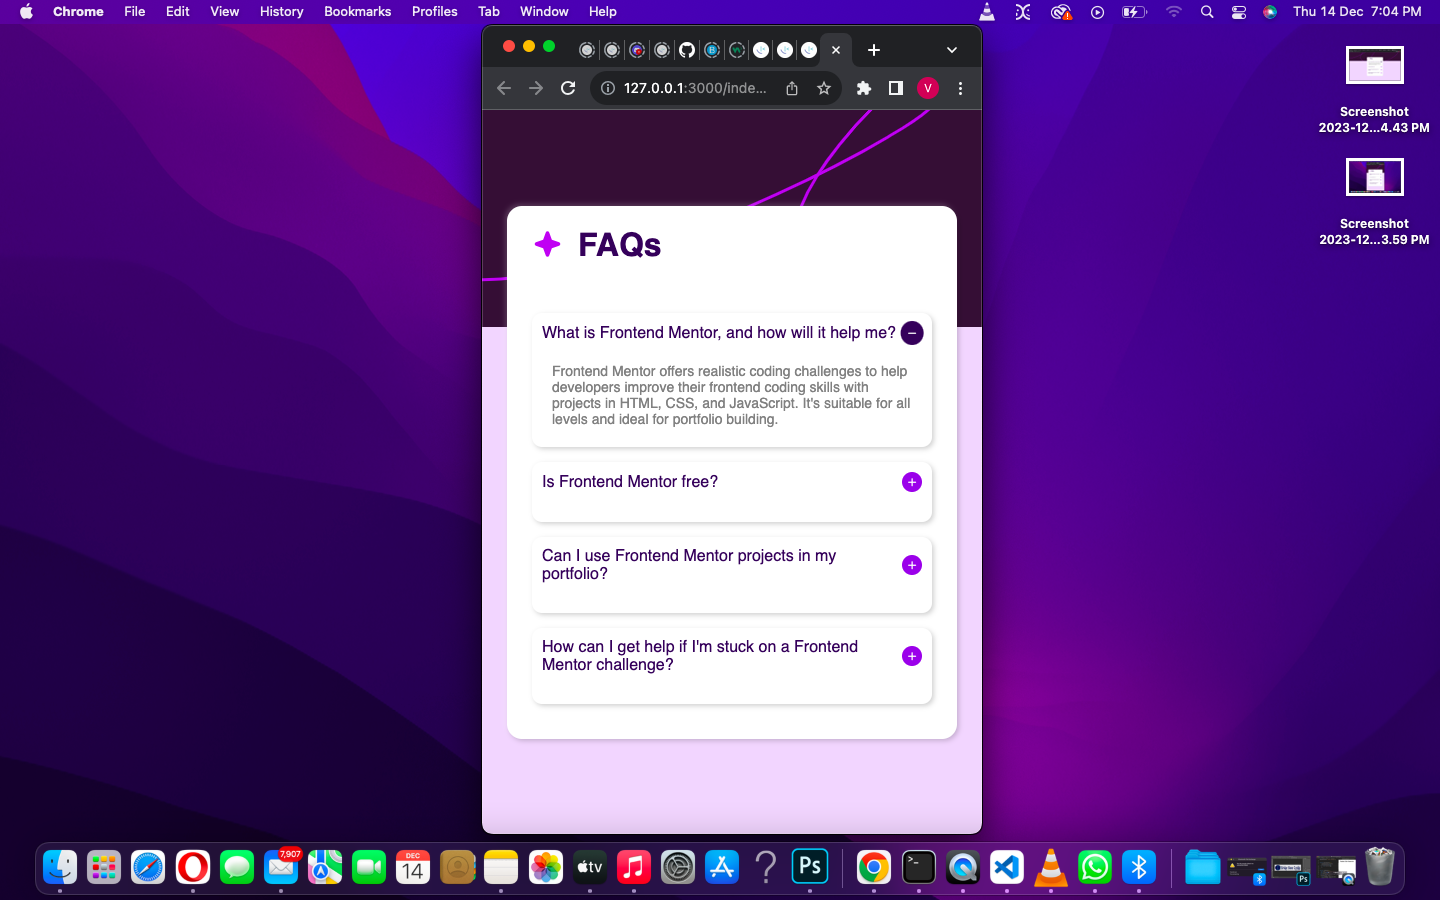 Chrome File Edit View History Bookmarks Profiles Tab Window Help Thu 14 Dec 7:04 PM
127.0.0.1:3000/inde... V
Screenshot
2023-12...4.43 PM
Screenshot
2023-12...3.59 PM
FAQs
What is Frontend Mentor, and how will it help me?
Frontend Mentor offers realistic coding challenges to help
developers improve their frontend coding skills with
projects in HTML, CSS, and JavaScript. It's suitable for all
levels and ideal for portfolio building.
Is Frontend Mentor free?
Can I use Frontend Mentor projects in my
portfolio?
How can I get help if I'm stuck on a Frontend
Mentor challenge?
7,907
DEC
14
tv
Ps